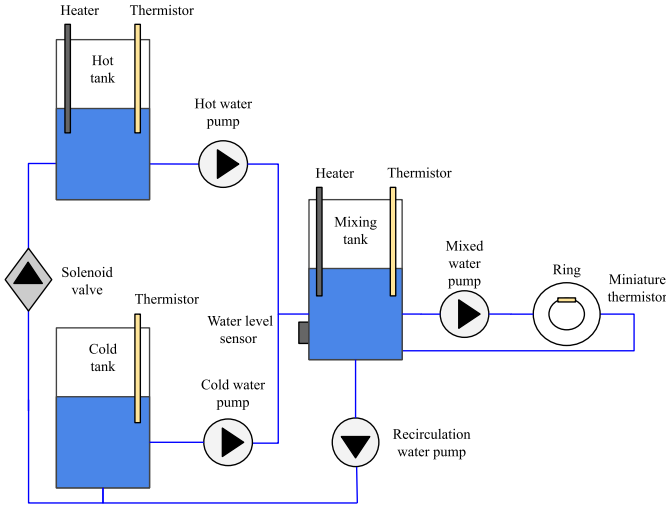 Heater
Thermistor
Hot
tank
Hot water
pump
Heater
Thermistor
Mixing
tank
Mixed
water
pump
Ring
Miniature
thermistor
Solenoid
valve
Thermistor
Water level
sensor
Cold
tank
Cold water
pump
Recirculation
water pump